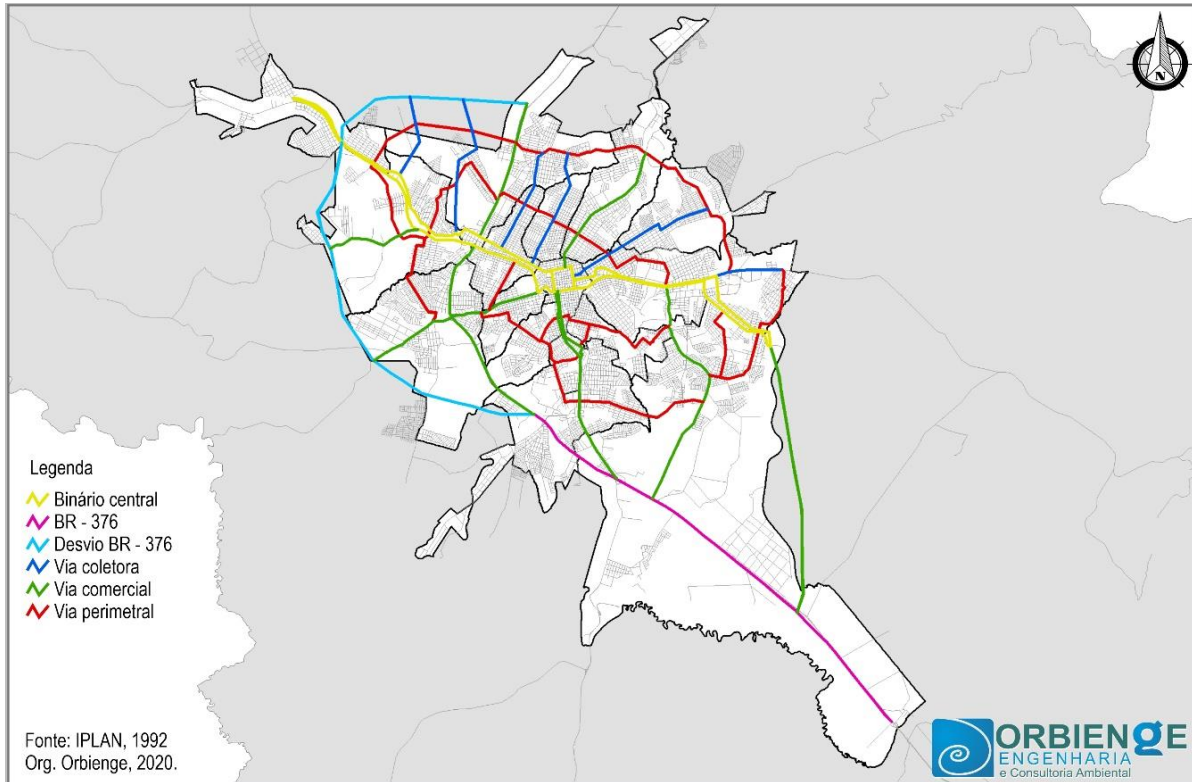 N
Legenda
Binário central
BR - 376
Desvio BR - 376
Via coletora
Via comercial
Via perimetral
Fonte: IPLAN, 1992
Org. Orbienge, 2020.
ORBIENGE
ENGENHARIA
e Consultoria Ambiental